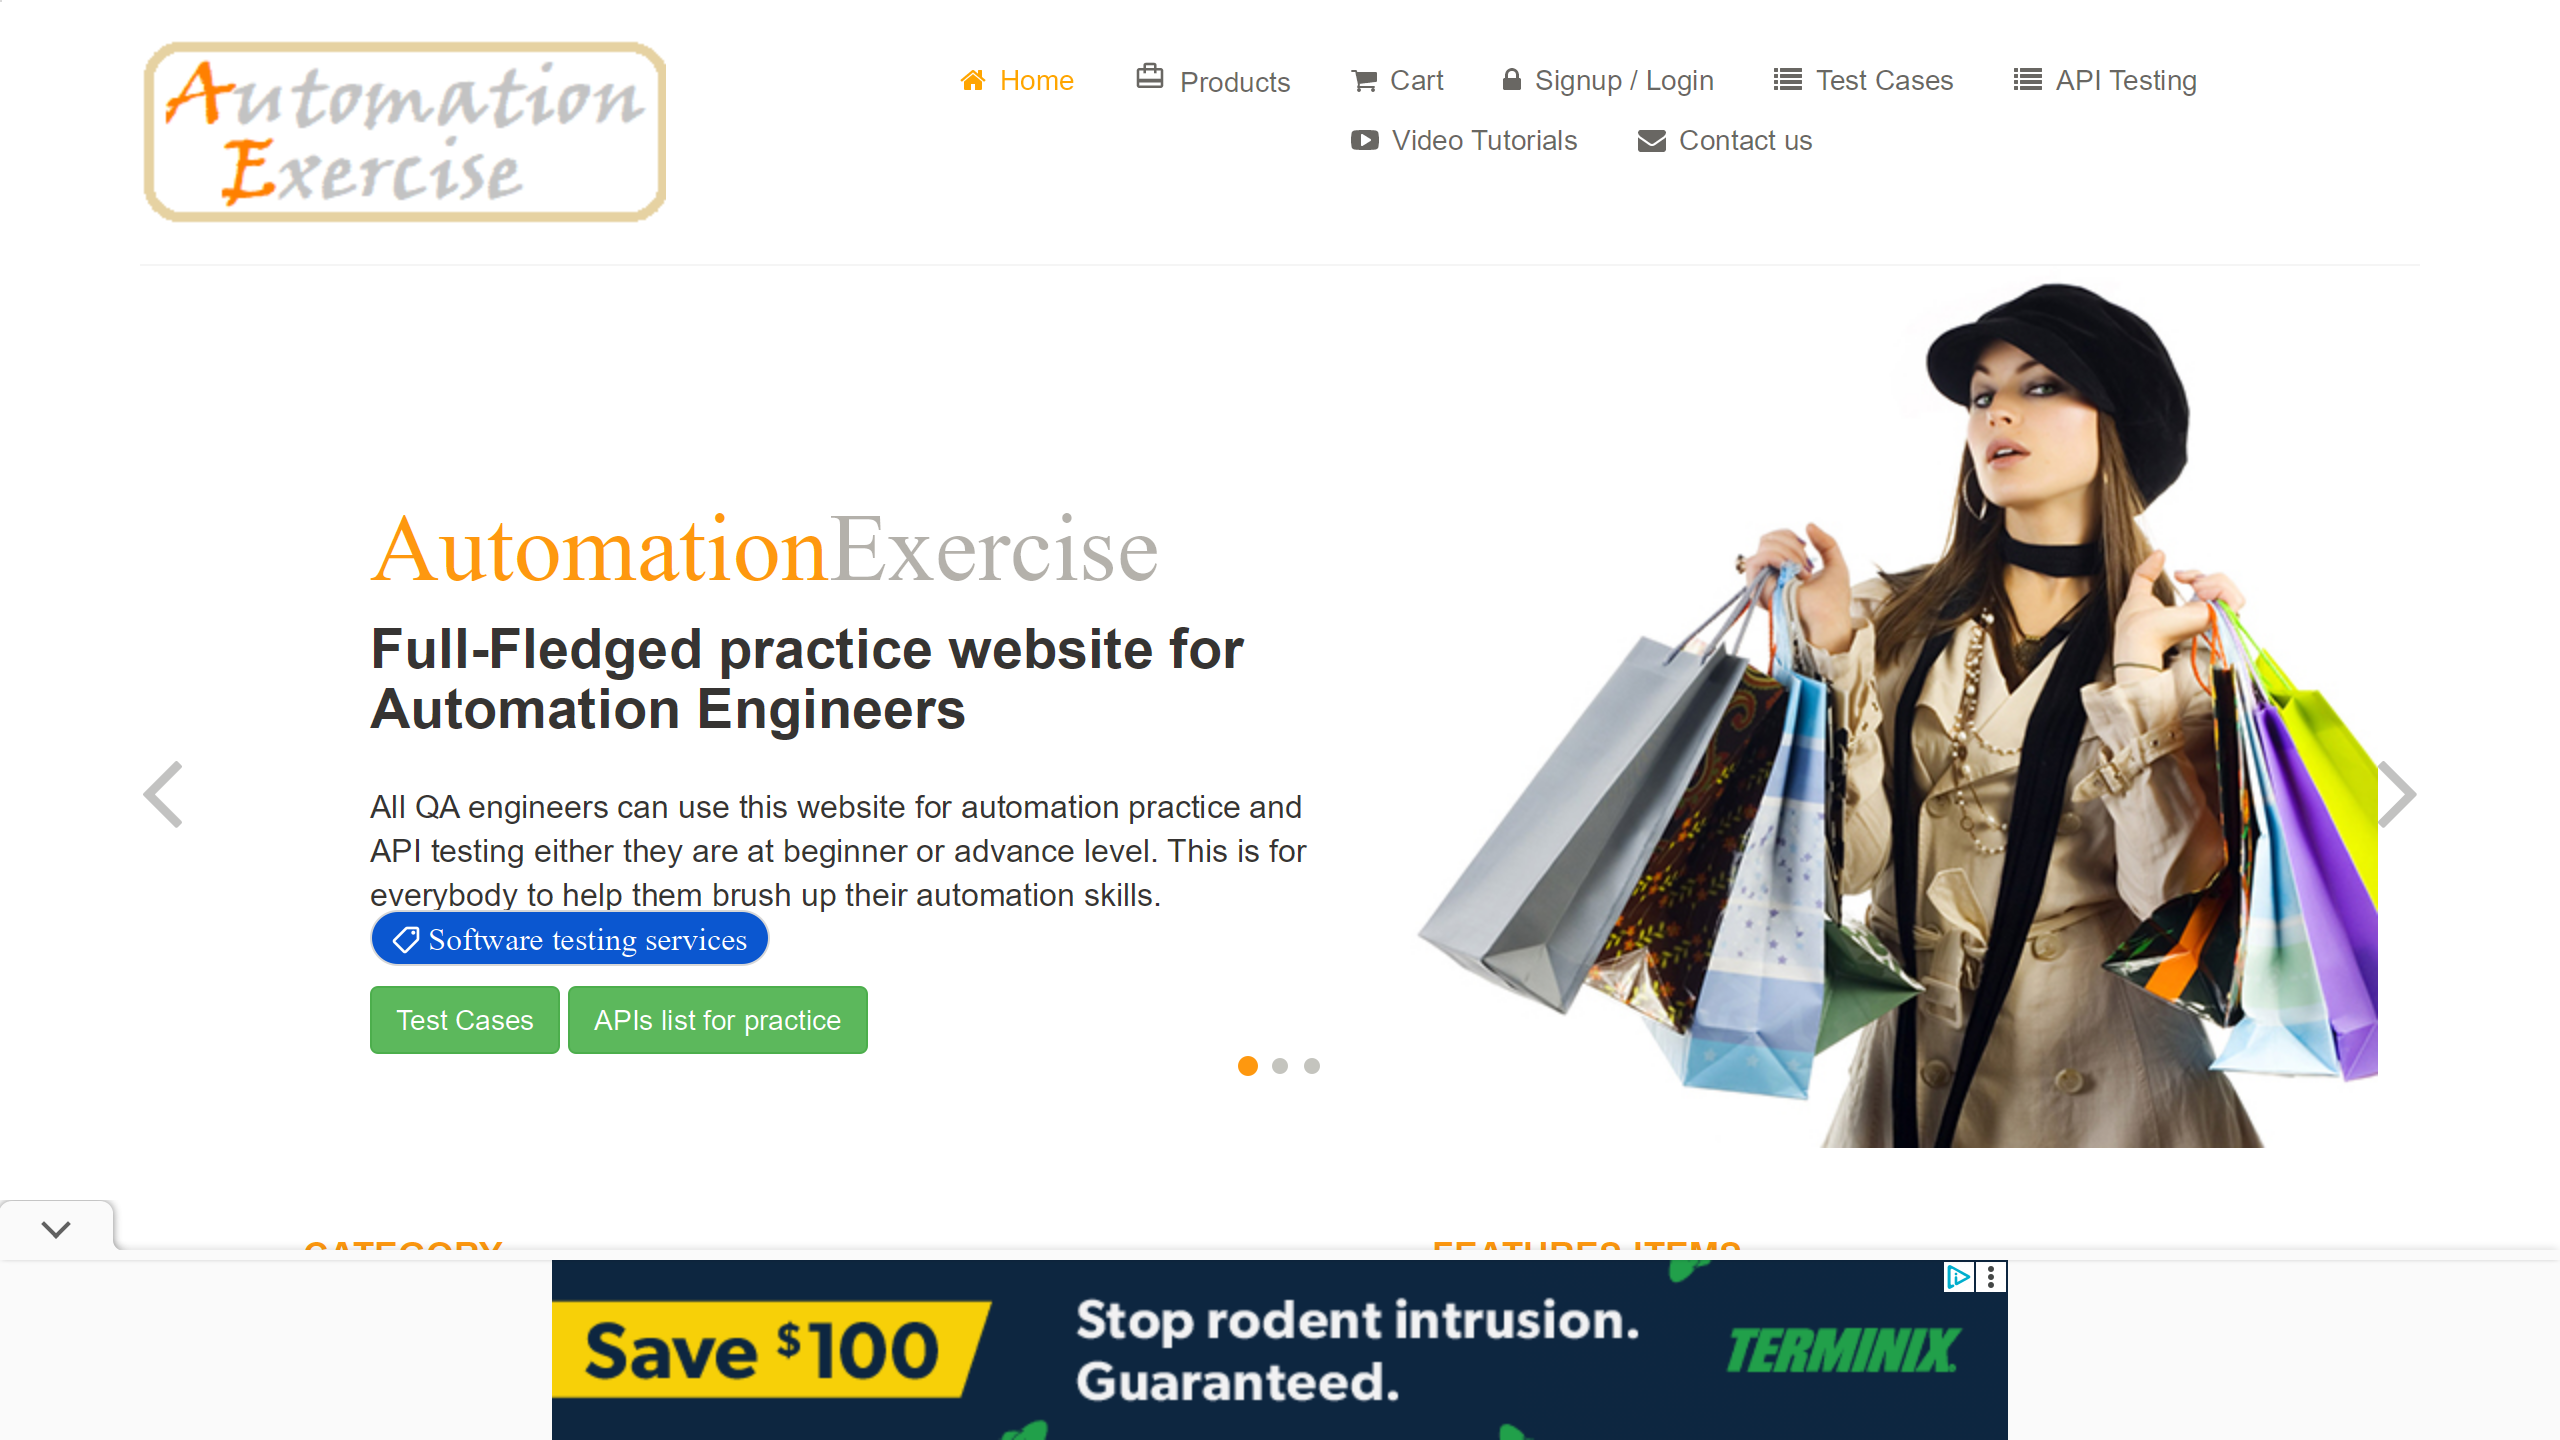 Automation
Exercise
Home
Products
Cart
Signup / Login
Test Cases
API Testing
Video Tutorials
Contact us
AutomationExercise
Full-Fledged practice website for
Automation Engineers
All QA engineers can use this website for automation practice and
API testing either they are at beginner or advance level. This is for
everybody to help them brush up their automation skills.
Software testing services
Test Cases
APIs list for practice
CATEGORY
FEATURES ITEMS
Save $100
Stop rodent intrusion.
Guaranteed.
TERMINIX.